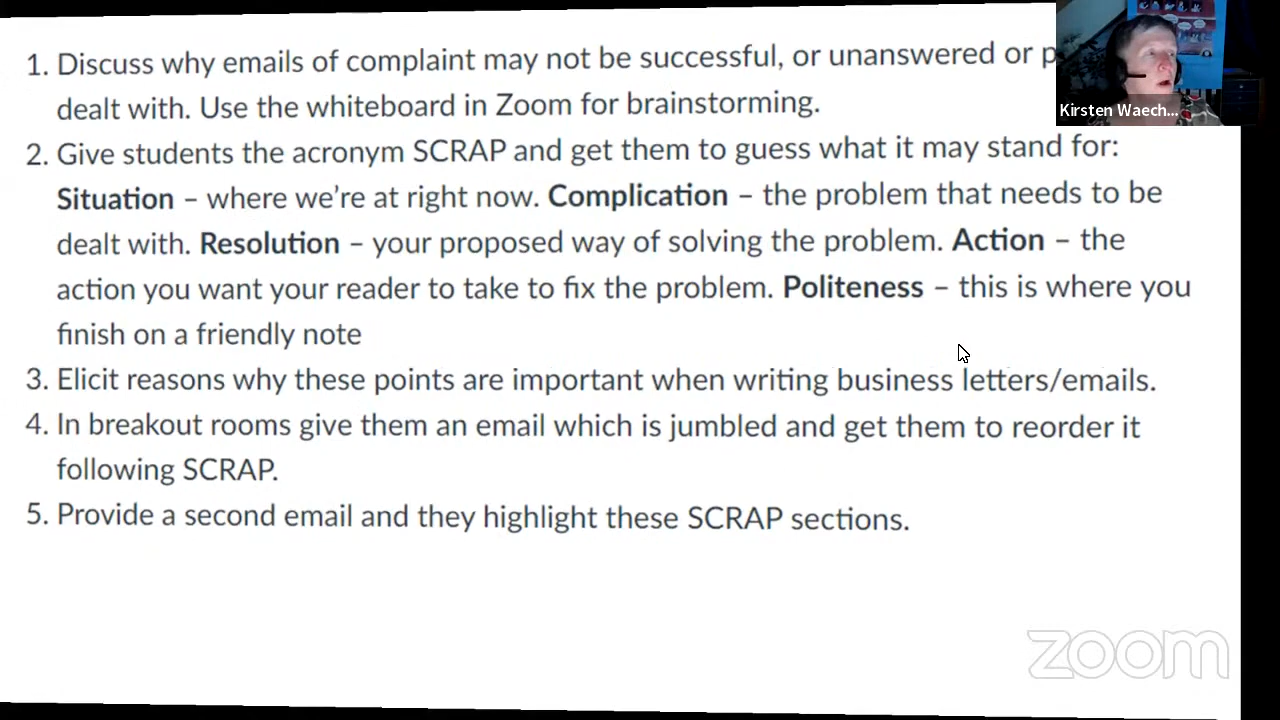 1. Discuss why emails of complaint may not be successful, or unanswered or
dealt with. Use the whiteboard in Zoom for brainstorming.
2. Give students the acronym SCRAP and get them to guess what it may stand for:
Situation – where we're at right now. Complication – the problem that needs to be
dealt with. Resolution – your proposed way of solving the problem. Action – the
action you want your reader to take to fix the problem. Politeness – this is where you
finish on a friendly note
3. Elicit reasons why these points are important when writing business letters/emails.
4. In breakout rooms give them an email which is jumbled and get them to reorder it
following SCRAP.
5. Provide a second email and they highlight these SCRAP sections.
Kirsten Waech...
zoom